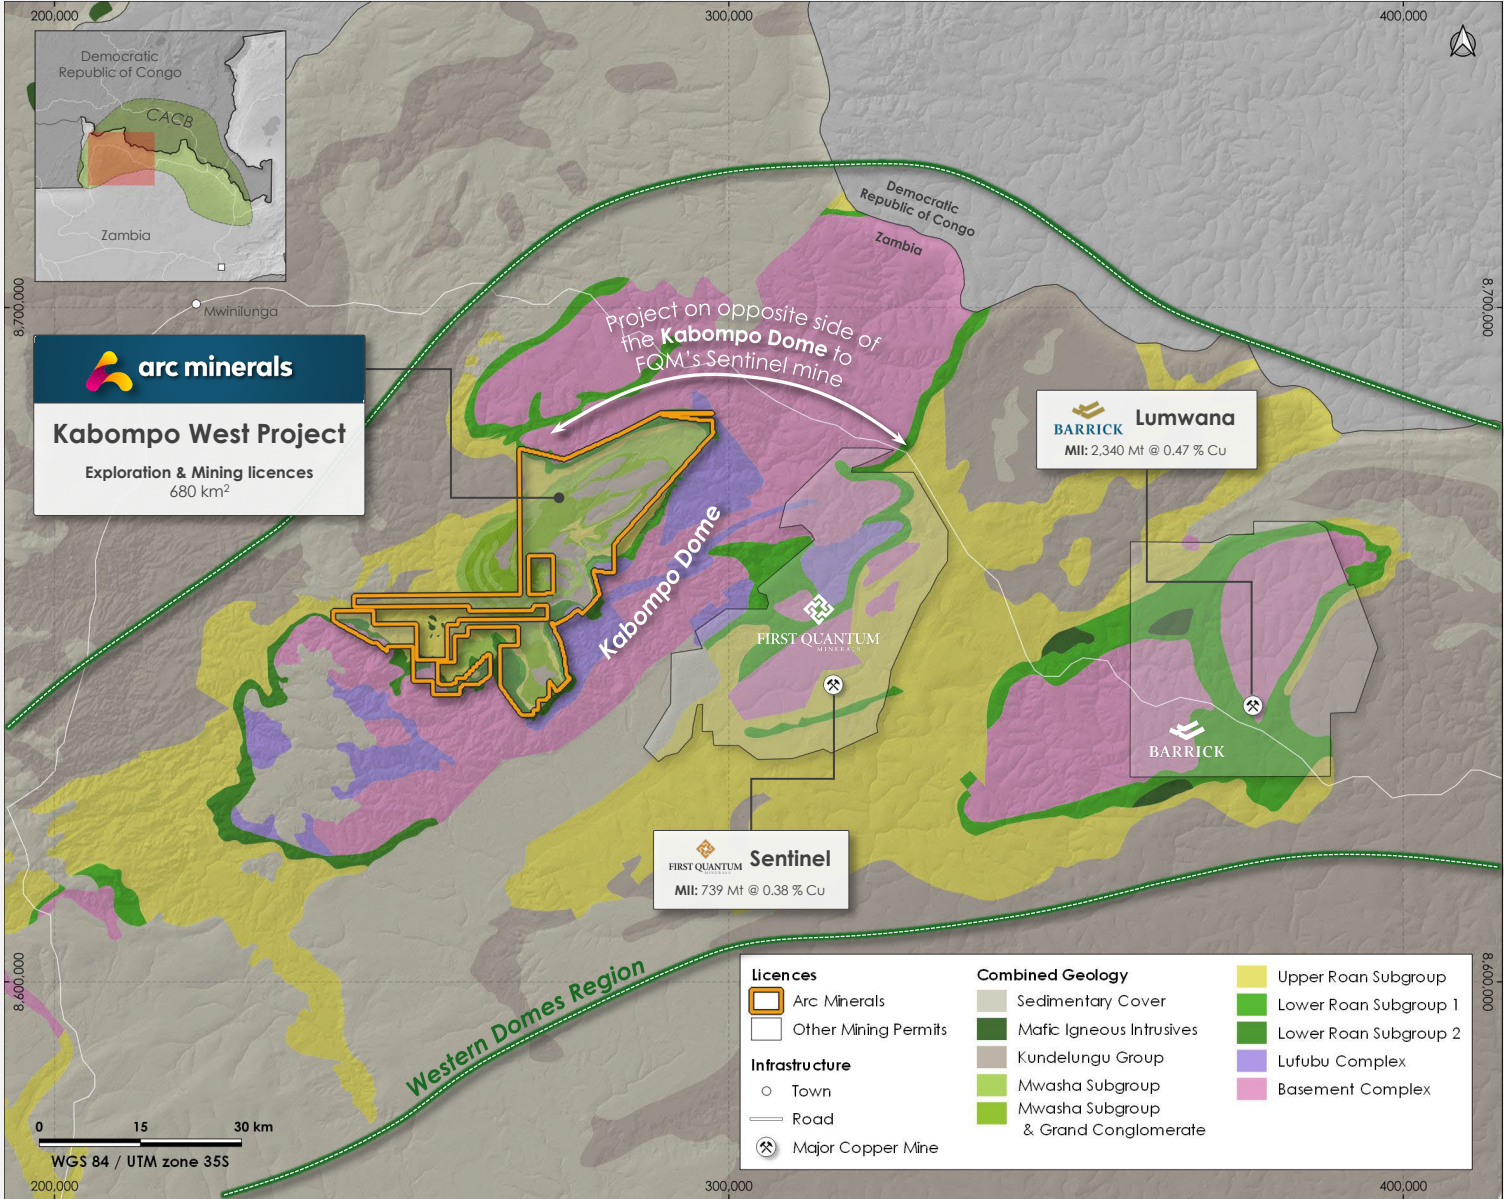 200,000
300,000
400,000
Democratic
Republic of Congo
CACB
Zambia
Democratic
Republic of Congo
Zambia
8,700,000
8,700,000
Mwinilunga
arc minerals
Kabompo West Project
Exploration & Mining licences
680 km²
Project on opposite side of
the Kabompo Dome to
FQM's Sentinel mine
BARRICK
Lumwana
MII: 2,340 Mt @ 0.47 % Cu
Kabompo Dome
FIRST QUANTUM
MINERALS
BARRICK
FIRST QUANTUM
MINERALS
Sentinel
MII: 739 Mt @ 0.38 % Cu
Western Domes Region
8,600,000
8,600,000
Licences
Arc Minerals
Other Mining Permits
Infrastructure
Town
Road
Major Copper Mine
Combined Geology
Sedimentary Cover
Mafic Igneous Intrusives
Kundelungu Group
Mwasha Subgroup
Mwasha Subgroup
& Grand Conglomerate
Upper Roan Subgroup
Lower Roan Subgroup 1
Lower Roan Subgroup 2
Lufubu Complex
Basement Complex
0 15 30 km
WGS 84 / UTM zone 35S
200,000
300,000
400,000